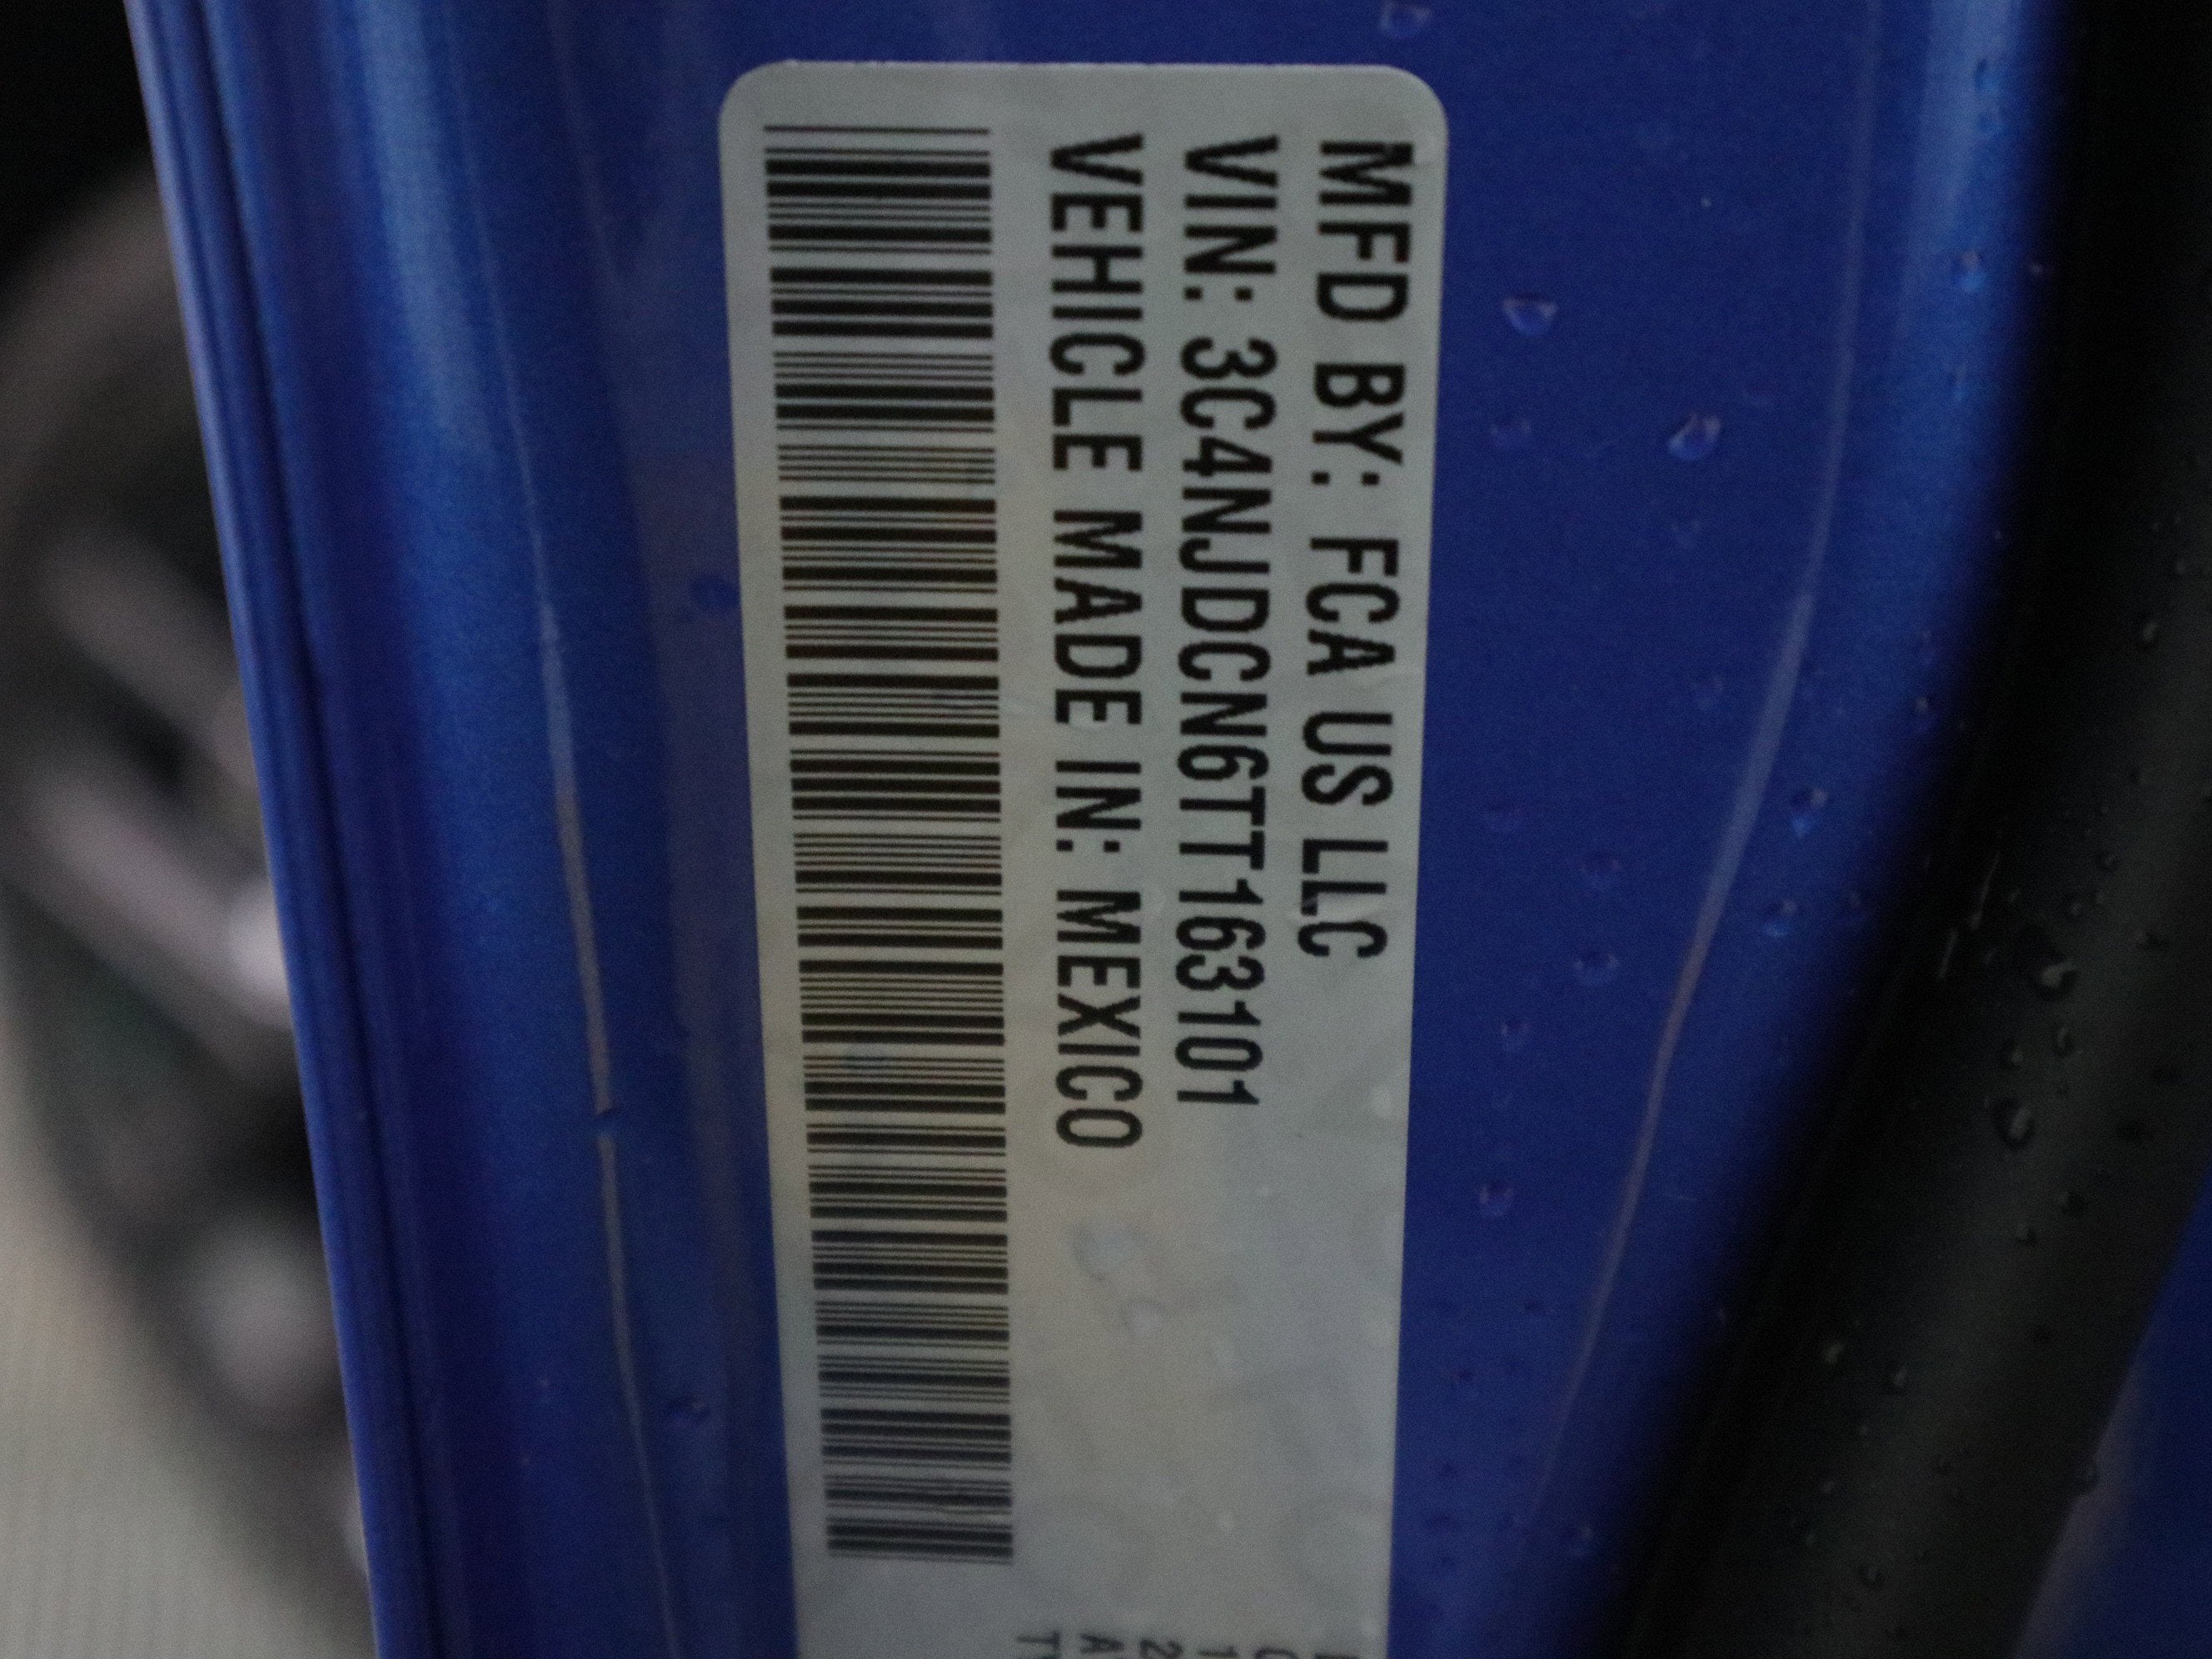 MFD BY: FCA US LLC
VIN: 3C4NJDCN6TT163101
VEHICLE MADE IN: MEXICO